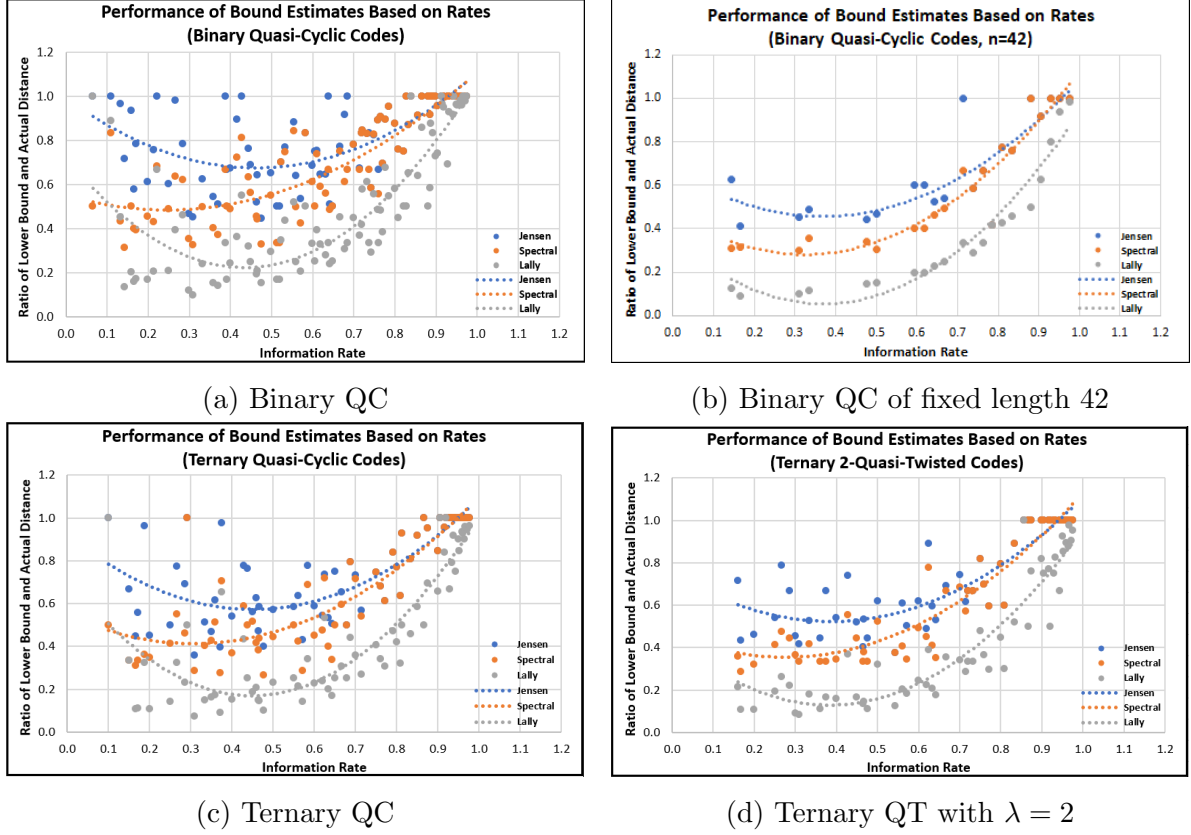 Performance of Bound Estimates Based on Rates
(Binary Quasi-Cyclic Codes)
Ratio of Lower Bound and Actual Distance
1.2
1.0
0.8
0.6
0.4
0.2
0.0
0.0 0.1 0.2 0.3 0.4 0.5 0.6 0.7 0.8 0.9 1.0 1.1 1.2
Information Rate
Jensen
Spectral
Lally
Jensen
Spectral
Lally
(a) Binary QC
Performance of Bound Estimates Based on Rates
(Binary Quasi-Cyclic Codes, n=42)
Ratio of Lower Bound and Actual Distance
1.2
1.0
0.8
0.6
0.4
0.2
0.0
0.0 0.1 0.2 0.3 0.4 0.5 0.6 0.7 0.8 0.9 1.0 1.1 1.2
Information Rate
Jensen
Spectral
Lally
Jensen
Spectral
Lally
(b) Binary QC of fixed length 42
Performance of Bound Estimates Based on Rates
(Ternary Quasi-Cyclic Codes)
Ratio of Lower Bound and Actual Distance
1.2
1.0
0.8
0.6
0.4
0.2
0.0
0.0 0.1 0.2 0.3 0.4 0.5 0.6 0.7 0.8 0.9 1.0 1.1 1.2
Information Rate
Jensen
Spectral
Lally
Jensen
Spectral
Lally
(c) Ternary QC
Performance of Bound Estimates Based on Rates
(Ternary 2-Quasi-Twisted Codes)
Ratio of Lower Bound and Actual Distance
1.2
1.0
0.8
0.6
0.4
0.2
0.0
0.0 0.1 0.2 0.3 0.4 0.5 0.6 0.7 0.8 0.9 1.0 1.1 1.2
Information Rate
Jensen
Spectral
Lally
Jensen
Spectral
Lally
(d) Ternary QT with λ = 2